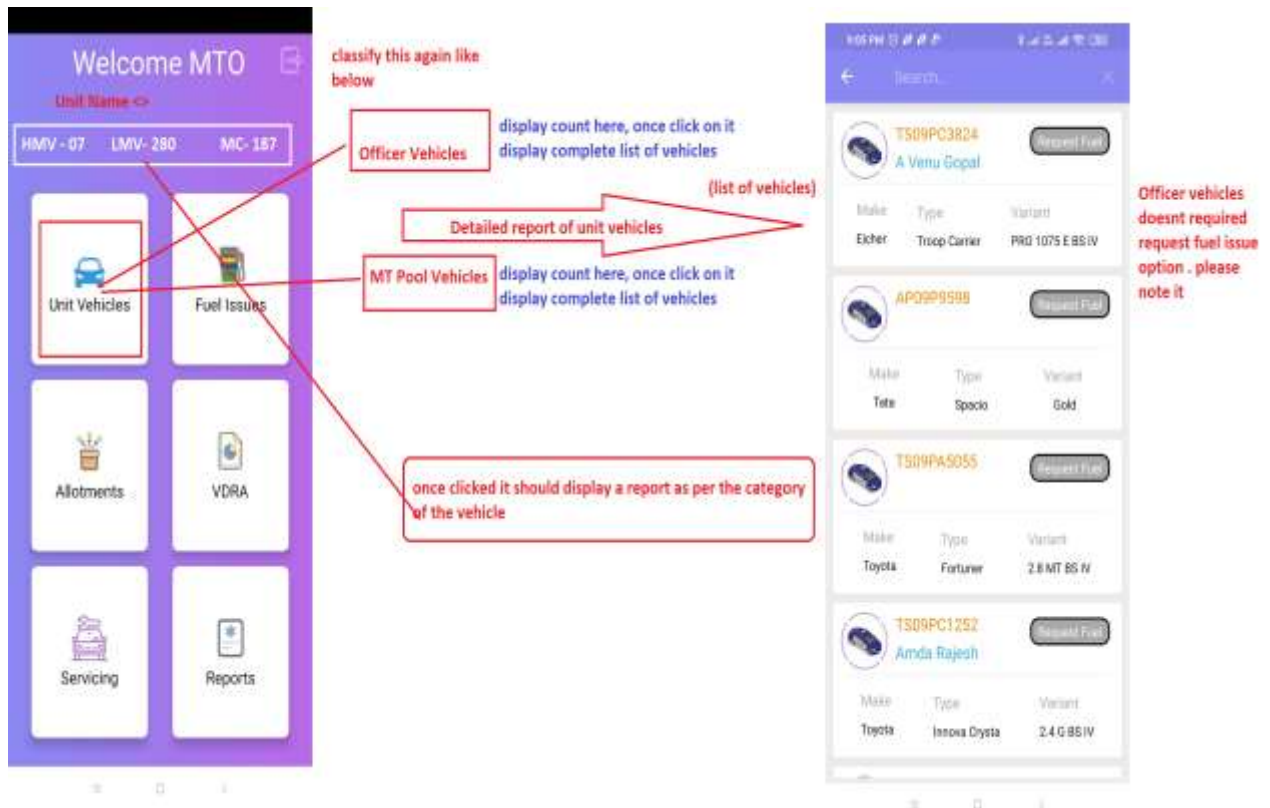 Welcome MTO
Unit Name <>
HMV - 07 LMV- 280 MC- 187
Unit Vehicles
Fuel Issues
Allotments
VDRA
Servicing
Reports
classify this again like
below
Officer Vehicles
display count here, once click on it
display complete list of vehicles
(list of vehicles)
Detailed report of unit vehicles
MT Pool Vehicles
display count here, once click on it
display complete list of vehicles
once clicked it should display a report as per the category
of the vehicle
9:05 PM
Search...
TS09PC3824
Request Fuel
A Venu Gopal
Make Type Variant
Eicher Troop Carrier PRO 1075 E BS IV
AP09P9598
Request Fuel
Make Type Variant
Tata Spacio Gold
TS09PA5055
Request Fuel
Make Type Variant
Toyota Fortuner 2.8 MT BS IV
TS09PC1252
Request Fuel
Amda Rajesh
Make Type Variant
Toyota Innova Crysta 2.4 G BS IV
Officer vehicles
doesnt required
request fuel issue
option . please
note it